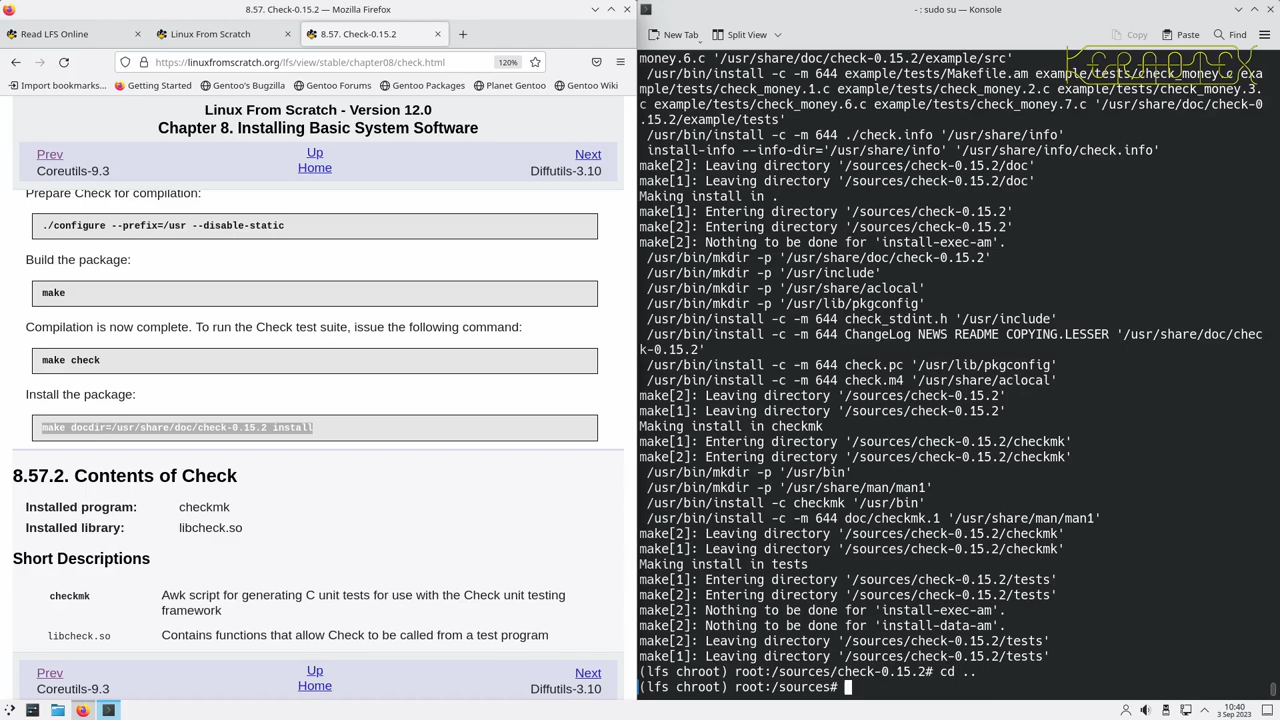 8.57. Check-0.15.2 — Mozilla Firefox
Read LFS Online
Linux From Scratch
8.57. Check-0.15.2
https://linuxfromscratch.org/lfs/view/stable/chapter08/check.html
120%
Import bookmarks...
Getting Started
Gentoo's Bugzilla
Gentoo Forums
Gentoo Packages
Planet Gentoo
Gentoo Wiki
Linux From Scratch - Version 12.0
Chapter 8. Installing Basic System Software
Prev
Up
Next
Coreutils-9.3
Home
Diffutils-3.10
Prepare Check for compilation:
./configure --prefix=/usr --disable-static
Build the package:
make
Compilation is now complete. To run the Check test suite, issue the following command:
make check
Install the package:
make docdir=/usr/share/doc/check-0.15.2 install
8.57.2. Contents of Check
Installed program: checkmk
Installed library: libcheck.so
Short Descriptions
checkmk
Awk script for generating C unit tests for use with the Check unit testing
framework
libcheck.so
Contains functions that allow Check to be called from a test program
Prev
Up
Next
Coreutils-9.3
Home
Diffutils-3.10
- : sudo su — Konsole
New Tab
Split View
Copy
Paste
Find
KERNOTEX
money.6.c '/usr/share/doc/check-0.15.2/example/src'
/usr/bin/install -c -m 644 example/tests/Makefile.am example/tests/check_money.c exa
mple/tests/check_money.1.c example/tests/check_money.2.c example/tests/check_money.3.
c example/tests/check_money.6.c example/tests/check_money.7.c '/usr/share/doc/check-0
.15.2/example/tests'
/usr/bin/install -c -m 644 ./check.info '/usr/share/info'
install-info --info-dir='/usr/share/info' '/usr/share/info/check.info'
make[2]: Leaving directory '/sources/check-0.15.2/doc'
make[1]: Leaving directory '/sources/check-0.15.2/doc'
Making install in .
make[1]: Entering directory '/sources/check-0.15.2'
make[2]: Entering directory '/sources/check-0.15.2'
make[2]: Nothing to be done for 'install-exec-am'.
/usr/bin/mkdir -p '/usr/share/doc/check-0.15.2'
/usr/bin/mkdir -p '/usr/include'
/usr/bin/mkdir -p '/usr/share/aclocal'
/usr/bin/mkdir -p '/usr/lib/pkgconfig'
/usr/bin/install -c -m 644 check_stdint.h '/usr/include'
/usr/bin/install -c -m 644 ChangeLog NEWS README COPYING.LESSER '/usr/share/doc/chec
k-0.15.2'
/usr/bin/install -c -m 644 check.pc '/usr/lib/pkgconfig'
/usr/bin/install -c -m 644 check.m4 '/usr/share/aclocal'
make[2]: Leaving directory '/sources/check-0.15.2'
make[1]: Leaving directory '/sources/check-0.15.2'
Making install in checkmk
make[1]: Entering directory '/sources/check-0.15.2/checkmk'
make[2]: Entering directory '/sources/check-0.15.2/checkmk'
/usr/bin/mkdir -p '/usr/bin'
/usr/bin/mkdir -p '/usr/share/man/man1'
/usr/bin/install -c checkmk '/usr/bin'
/usr/bin/install -c -m 644 doc/checkmk.1 '/usr/share/man/man1'
make[2]: Leaving directory '/sources/check-0.15.2/checkmk'
make[1]: Leaving directory '/sources/check-0.15.2/checkmk'
Making install in tests
make[1]: Entering directory '/sources/check-0.15.2/tests'
make[2]: Entering directory '/sources/check-0.15.2/tests'
make[2]: Nothing to be done for 'install-exec-am'.
make[2]: Nothing to be done for 'install-data-am'.
make[2]: Leaving directory '/sources/check-0.15.2/tests'
make[1]: Leaving directory '/sources/check-0.15.2/tests'
(lfs chroot) root:/sources/check-0.15.2# cd ..
(lfs chroot) root:/sources#
10:40
3 Sep 2023